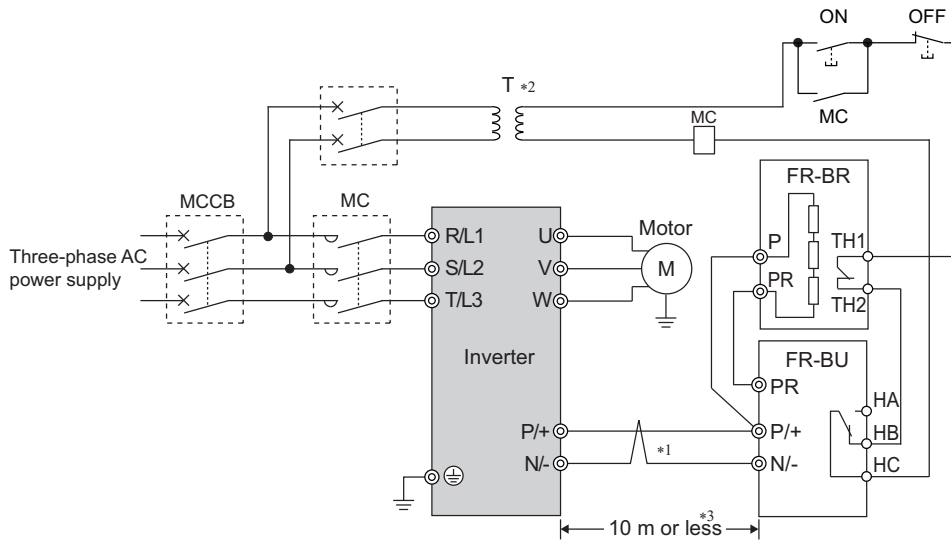 ON
OFF
T *2
MC
MC
FR-BR
MCCB
MC
Three-phase AC
power supply
R/L1
S/L2
T/L3
U
V
W
Motor
M
P
PR
TH1
TH2
Inverter
FR-BU
PR
HA
P/+
P/+
HB
N/-
*1
N/-
HC
10 m or less *3